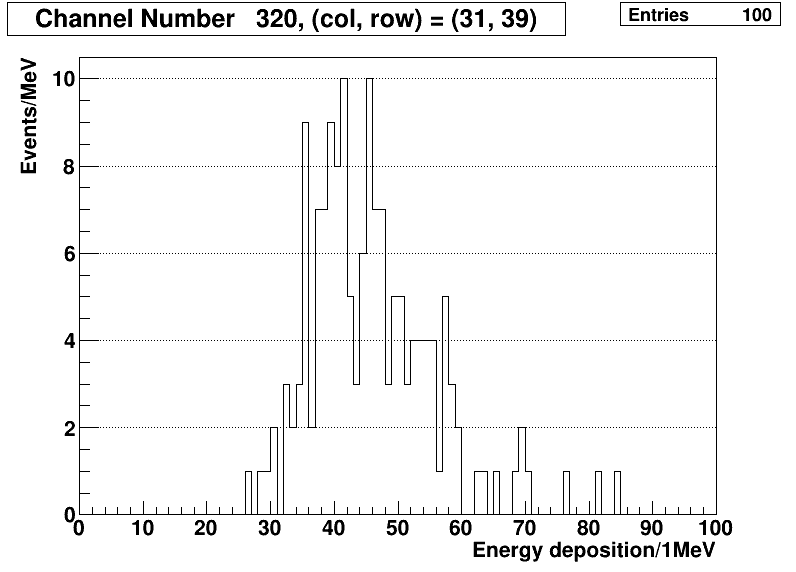 Channel Number 320, (col, row) = (31, 39)
Entries 100
Events/MeV
10
8
6
4
2
0
0 10 20 30 40 50 60 70 80 90 100
Energy deposition/1MeV